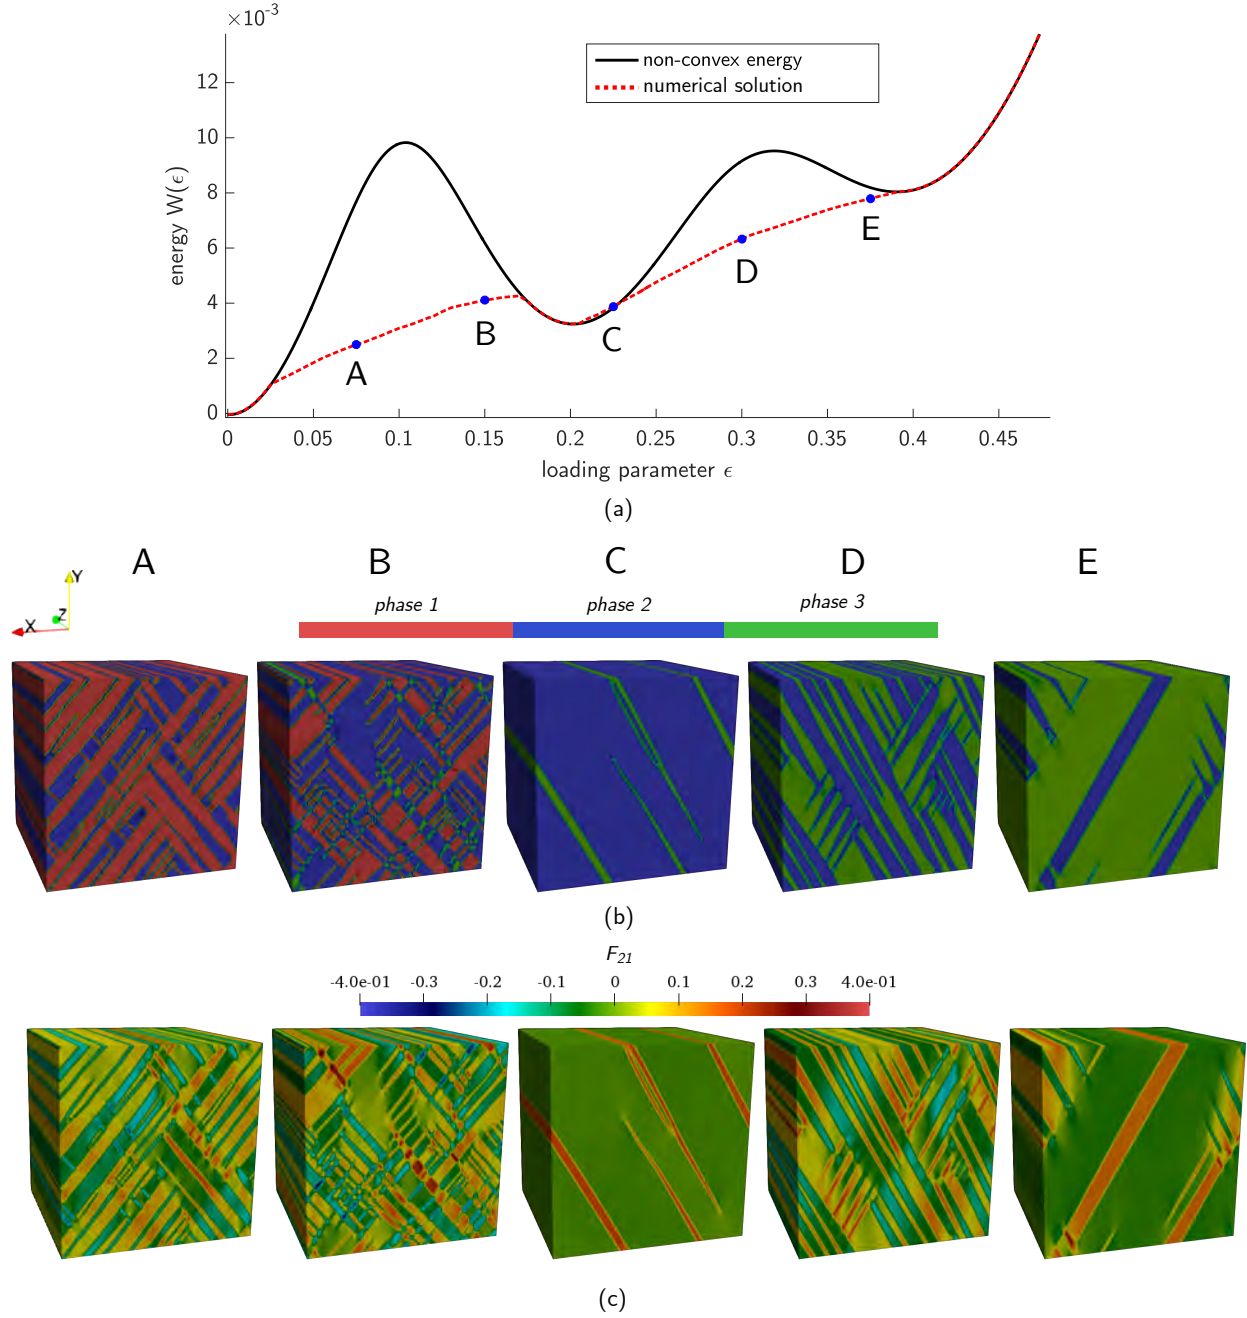 ×10⁻³
non-convex energy
numerical solution
12
10
8
6
4
2
0
energy W(ϵ)
A
B
C
D
E
0 0.05 0.1 0.15 0.2 0.25 0.3 0.35 0.4 0.45
loading parameter ϵ
(a)
A B C D E
Y
X
Z
phase 1 phase 2 phase 3
(b)
F₂₁
-4.0e-01 -0.3 -0.2 -0.1 0 0.1 0.2 0.3 4.0e-01
(c)